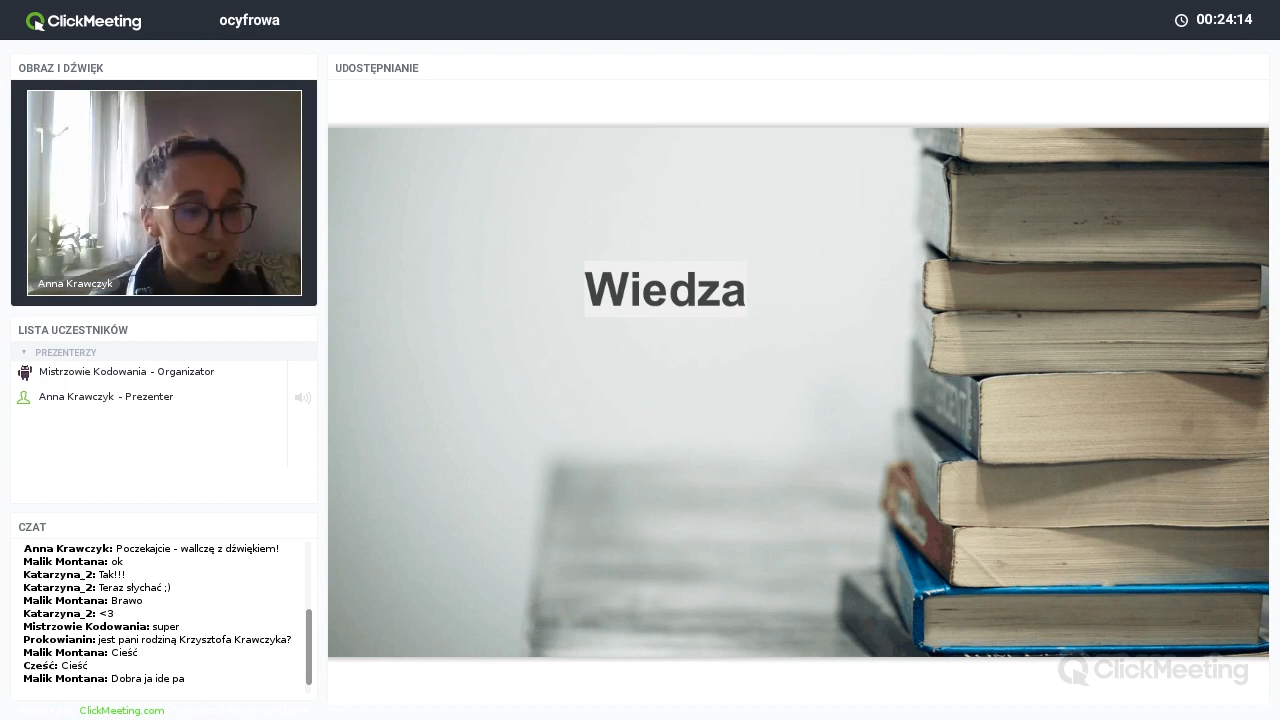 ClickMeeting
ocyfrowa
00:24:14
OBRAZ I DŹWIĘK
UDOSTĘPNIANIE
Wiedza
Anna Krawczyk
LISTA UCZESTNIKÓW
PREZENTERZY
Mistrzowie Kodowania - Organizator
Anna Krawczyk - Prezenter
CZAT
Anna Krawczyk: Poczekajcie - wallczę z dźwiękiem!
Malik Montana: ok
Katarzyna_2: Tak!!!
Katarzyna_2: Teraz słychać ;)
Malik Montana: Brawo
Katarzyna_2: <3
Mistrzowie Kodowania: super
Prokowianin: jest pani rodziną Krzysztofa Krawczyka?
Malik Montana: Cieść
Cześć: Cieść
Malik Montana: Dobra ja ide pa
ClickMeeting
ClickMeeting.com